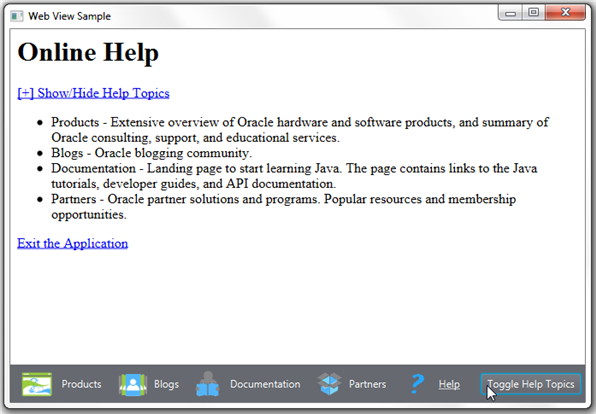 Web View Sample
Online Help
[+] Show/Hide Help Topics
• Products - Extensive overview of Oracle hardware and software products, and summary of
Oracle consulting, support, and educational services.
• Blogs - Oracle blogging community.
• Documentation - Landing page to start learning Java. The page contains links to the Java
tutorials, developer guides, and API documentation.
• Partners - Oracle partner solutions and programs. Popular resources and membership
opportunities.
Exit the Application
Products Blogs Documentation Partners ? Help Toggle Help Topics